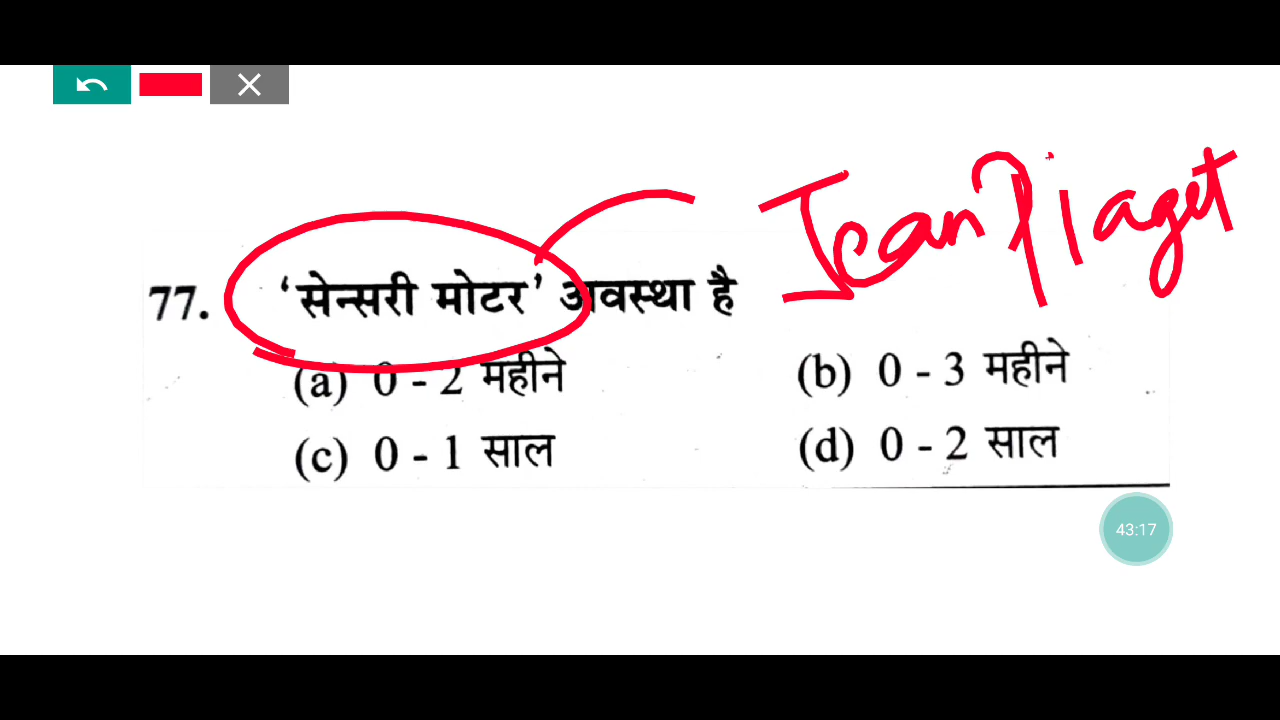 Jean Piaget
77. 'सेन्सरी मोटर' अवस्था है
(a) 0 - 2 महीने (b) 0 - 3 महीने
(c) 0 - 1 साल (d) 0 - 2 साल
43:17